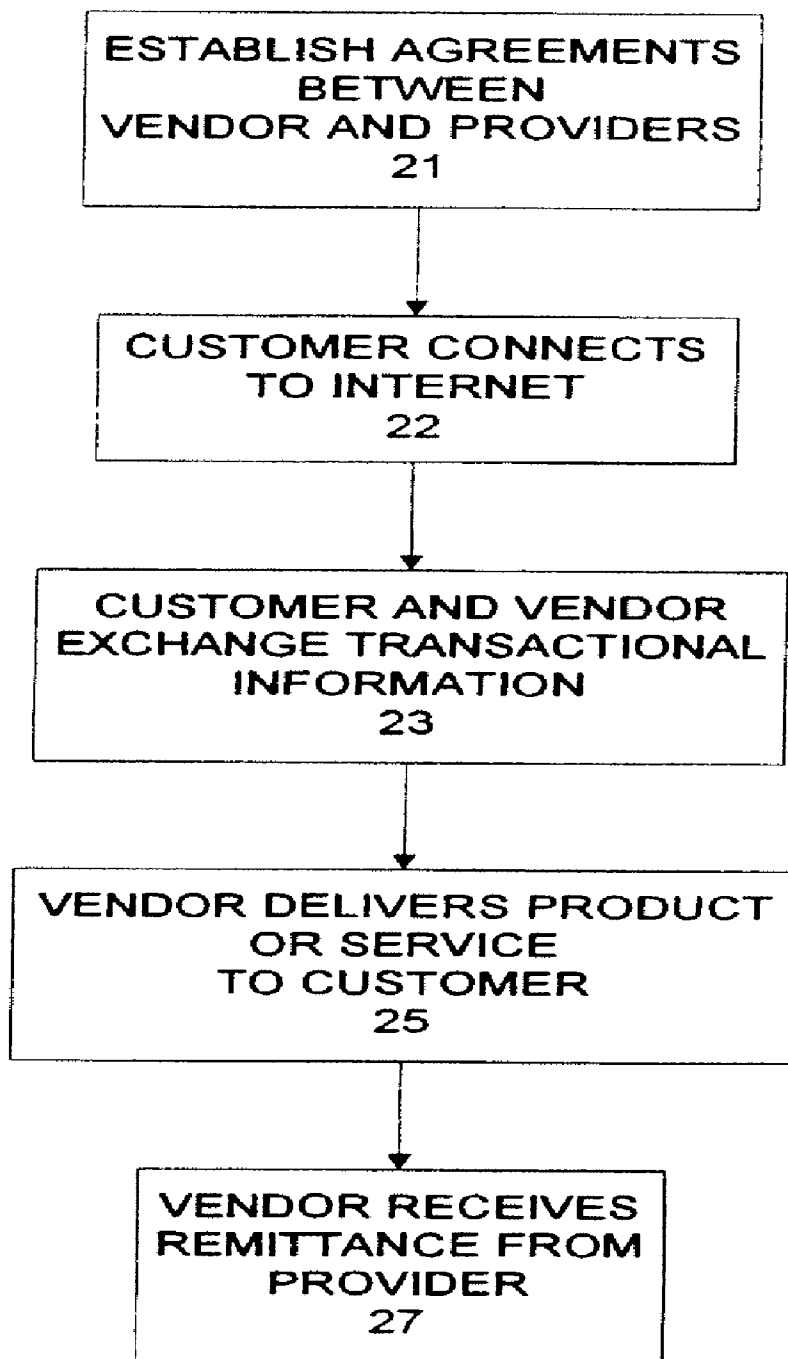 ESTABLISH AGREEMENTS
BETWEEN
VENDOR AND PROVIDERS
21
CUSTOMER CONNECTS
TO INTERNET
22
CUSTOMER AND VENDOR
EXCHANGE TRANSACTIONAL
INFORMATION
23
VENDOR DELIVERS PRODUCT
OR SERVICE
TO CUSTOMER
25
VENDOR RECEIVES
REMITTANCE FROM
PROVIDER
27